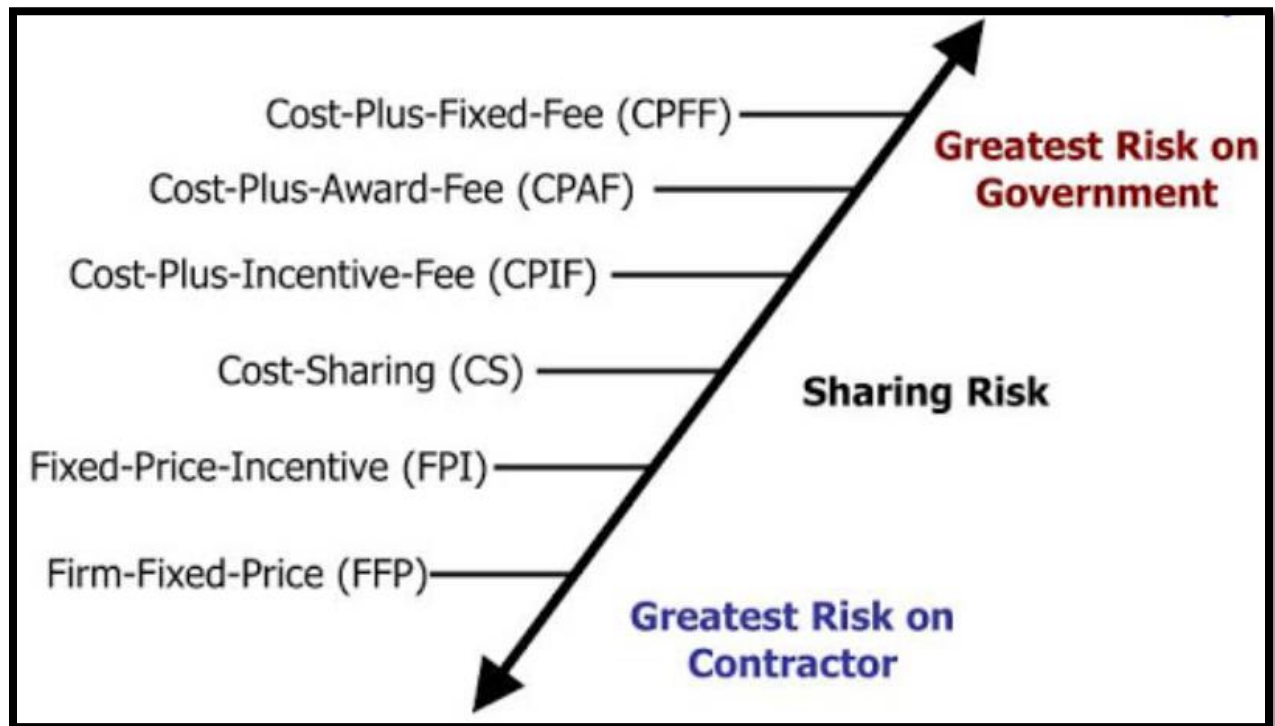 Cost-Plus-Fixed-Fee (CPFF)
Greatest Risk on
Government
Cost-Plus-Award-Fee (CPAF)
Cost-Plus-Incentive-Fee (CPIF)
Cost-Sharing (CS)
Sharing Risk
Fixed-Price-Incentive (FPI)
Firm-Fixed-Price (FFP)
Greatest Risk on
Contractor